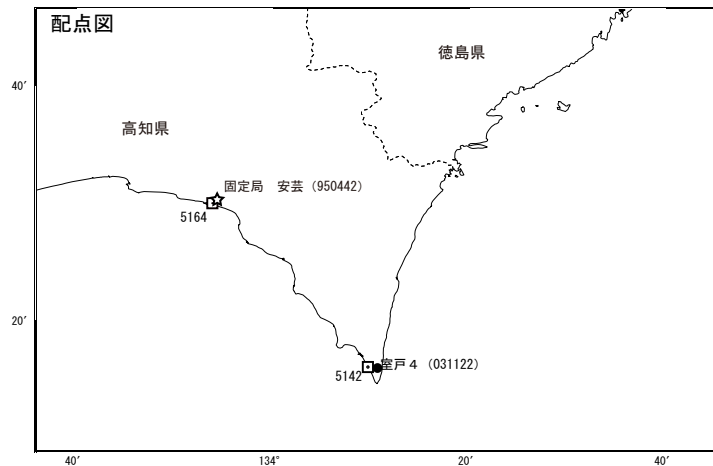 配点図
徳島県
40′
高知県
固定局 安芸（950442）
5164
20′
室戸４（031122）
5142
40′ 134° 20′ 40′